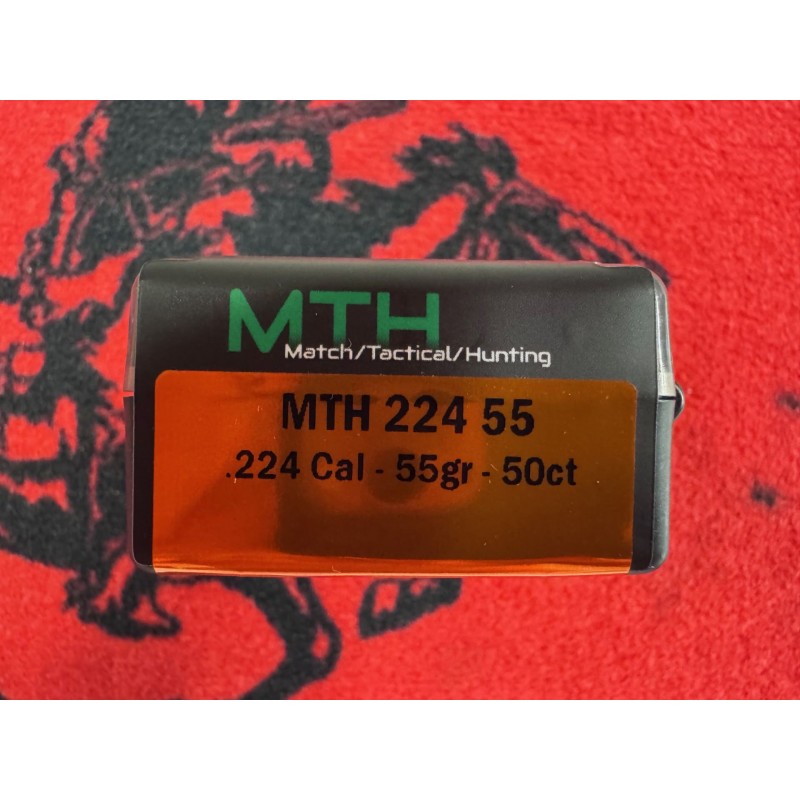 MTH
Match/Tactical/Hunting
MTH 224 55
.224 Cal - 55gr - 50ct